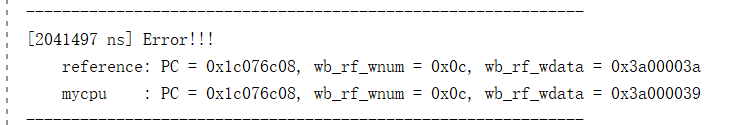 [2041497 ns] Error!!!
reference: PC = 0x1c076c08, wb_rf_wnum = 0x0c, wb_rf_wdata = 0x3a00003a
mycpu    : PC = 0x1c076c08, wb_rf_wnum = 0x0c, wb_rf_wdata = 0x3a000039